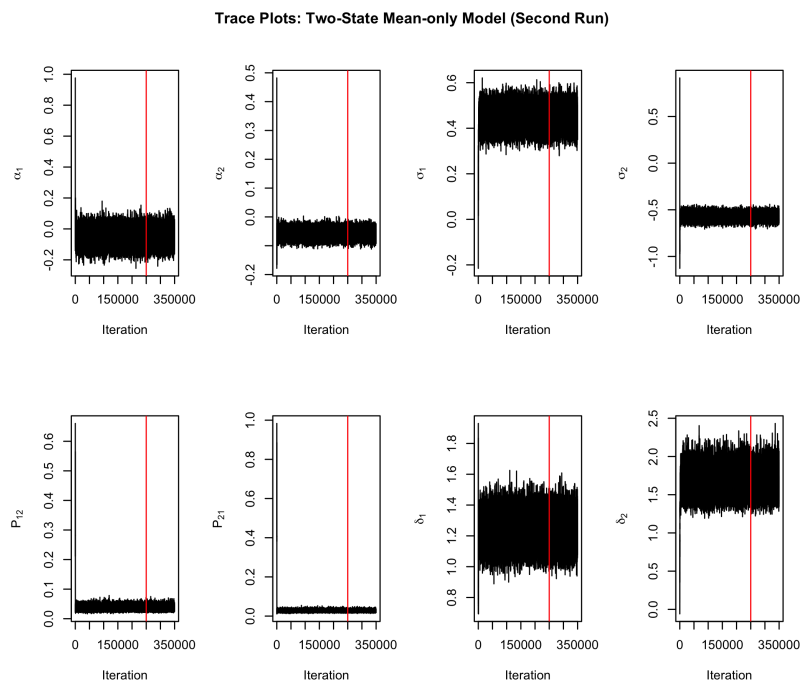 Trace Plots: Two-State Mean-only Model (Second Run)
α1
-0.2 0.0 0.2 0.4 0.6 0.8 1.0
0 150000 350000
Iteration
α2
-0.2 0.0 0.1 0.2 0.3 0.4 0.5
0 150000 350000
Iteration
σ1
-0.2 0.0 0.2 0.4 0.6
0 150000 350000
Iteration
σ2
-1.0 -0.5 0.0 0.5
0 150000 350000
Iteration
P12
0.0 0.1 0.2 0.3 0.4 0.5 0.6
0 150000 350000
Iteration
P21
0.0 0.2 0.4 0.6 0.8 1.0
0 150000 350000
Iteration
δ1
0.8 1.0 1.2 1.4 1.6 1.8
0 150000 350000
Iteration
δ2
0.0 0.5 1.0 1.5 2.0 2.5
0 150000 350000
Iteration